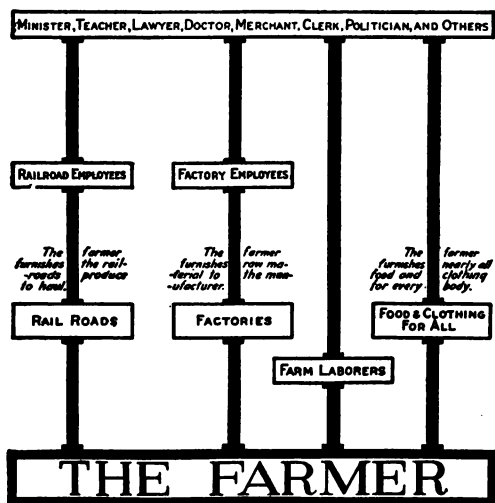 MINISTER, TEACHER, LAWYER, DOCTOR, MERCHANT, CLERK, POLITICIAN, AND OTHERS
RAILROAD EMPLOYEES
FACTORY EMPLOYEES
The farmer
furnishes the rail-
-roads produce
to haul.
The farmer
furnishes raw ma-
-terial to the man-
-ufacturer.
The farmer
furnishes nearly all
food and clothing
for every body.
RAIL ROADS
FACTORIES
FOOD & CLOTHING
FOR ALL
FARM LABORERS
THE FARMER